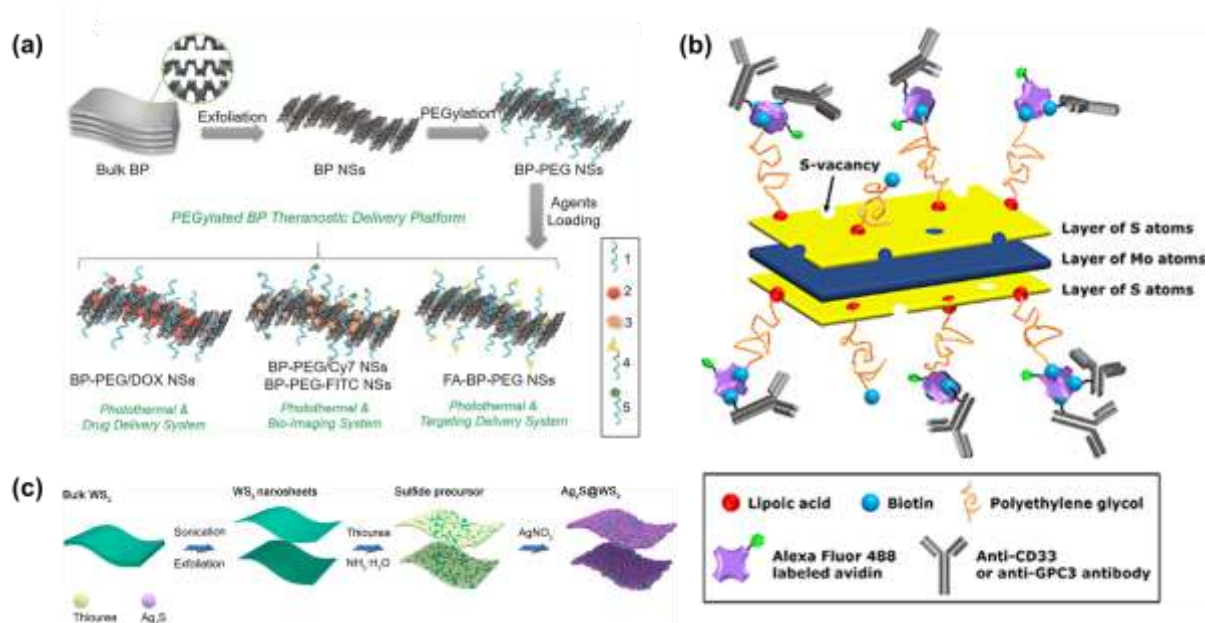 (a)
Exfoliation
PEGylation
Bulk BP
BP NSs
BP-PEG NSs
Agents
Loading
PEGylated BP Theranostic Delivery Platform
1
2
3
4
5
BP-PEG/DOX NSs
BP-PEG/Cy7 NSs
BP-PEG-FITC NSs
FA-BP-PEG NSs
Photothermal &
Drug Delivery System
Photothermal &
Bio-Imaging System
Photothermal &
Targeting Delivery System
(b)
S-vacancy
Layer of S atoms
Layer of Mo atoms
Layer of S atoms
Lipoic acid
Biotin
Polyethylene glycol
Alexa Fluor 488
labeled avidin
Anti-CD33
or anti-GPC3 antibody
(c)
Bulk WS₂
WS₂ nanosheets
Sulfide precursor
Ag₂S@WS₂
Sonication
Exfoliation
Thiourea
NH₃·H₂O
Thiourea
Ag₂S